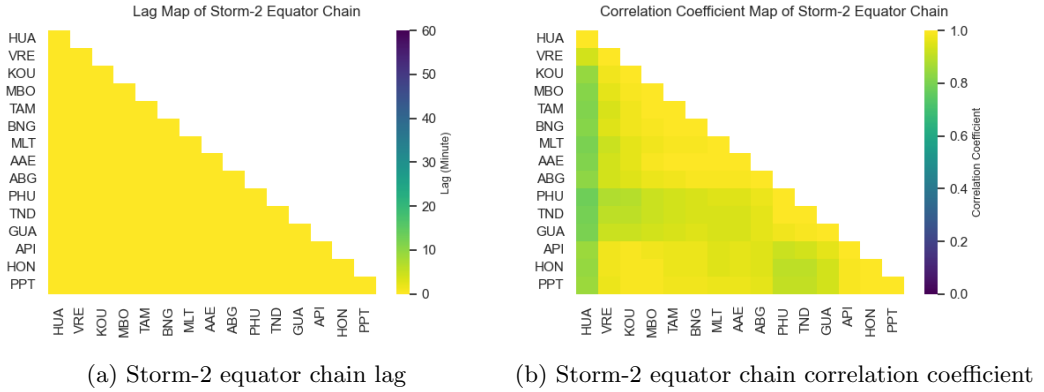 Lag Map of Storm-2 Equator Chain
HUA
VRE
KOU
MBO
TAM
BNG
MLT
AAE
ABG
PHU
TND
GUA
API
HON
PPT
HUA
VRE
KOU
MBO
TAM
BNG
MLT
AAE
ABG
PHU
TND
GUA
API
HON
PPT
60
50
40
30
20
10
0
Lag (Minute)
(a) Storm-2 equator chain lag
Correlation Coefficient Map of Storm-2 Equator Chain
HUA
VRE
KOU
MBO
TAM
BNG
MLT
AAE
ABG
PHU
TND
GUA
API
HON
PPT
HUA
VRE
KOU
MBO
TAM
BNG
MLT
AAE
ABG
PHU
TND
GUA
API
HON
PPT
1.0
0.8
0.6
0.4
0.2
0.0
Correlation Coefficient
(b) Storm-2 equator chain correlation coefficient